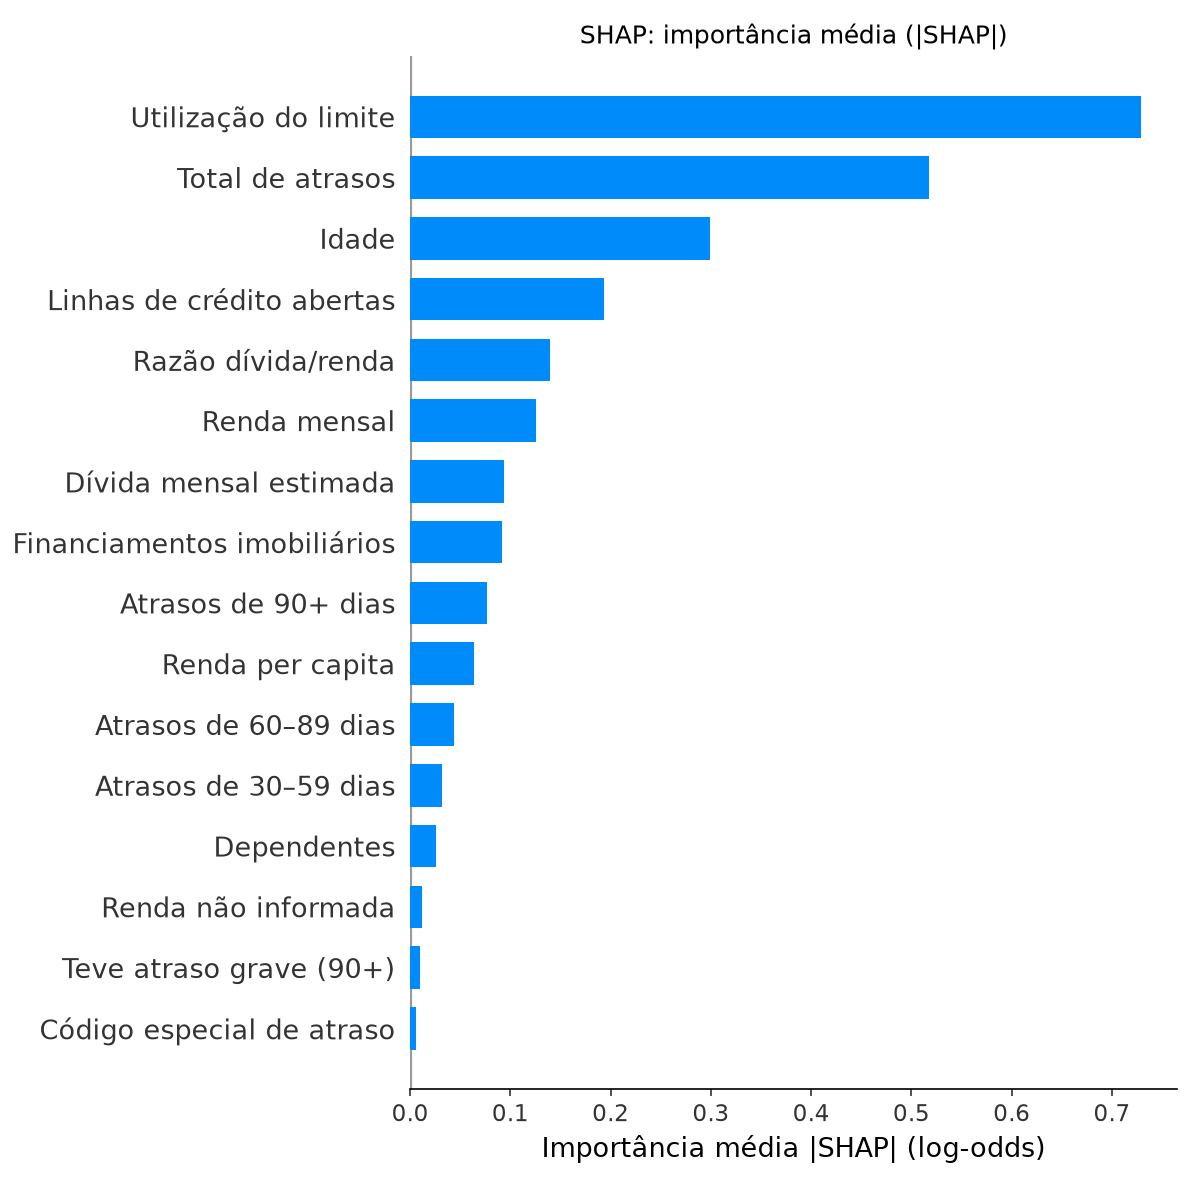 SHAP: importância média (|SHAP|)
Utilização do limite
Total de atrasos
Idade
Linhas de crédito abertas
Razão dívida/renda
Renda mensal
Dívida mensal estimada
Financiamentos imobiliários
Atrasos de 90+ dias
Renda per capita
Atrasos de 60–89 dias
Atrasos de 30–59 dias
Dependentes
Renda não informada
Teve atraso grave (90+)
Código especial de atraso
0.0 0.1 0.2 0.3 0.4 0.5 0.6 0.7
Importância média |SHAP| (log-odds)